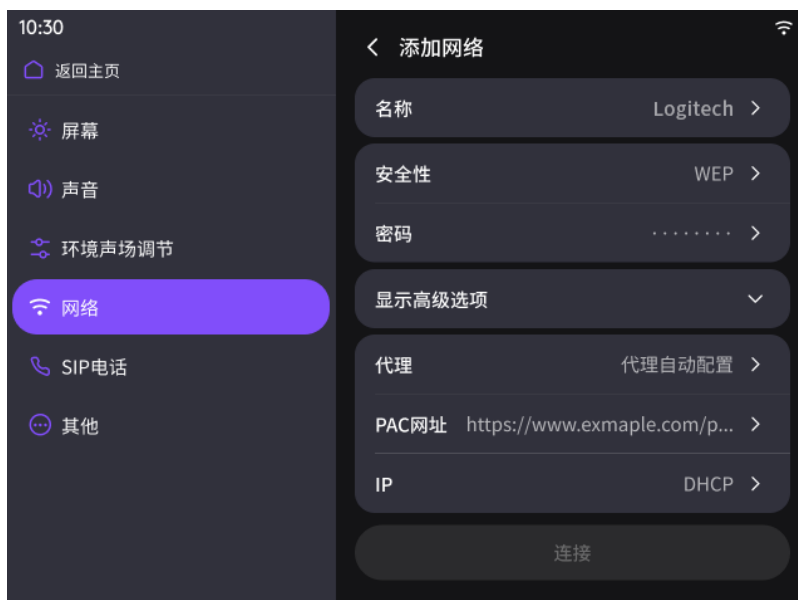 10:30
返回主页
屏幕
声音
环境声场调节
网络
SIP电话
其他
添加网络
名称 Logitech
安全性 WEP
密码 ········
显示高级选项
代理 代理自动配置
PAC网址 https://www.exmaple.com/p...
IP DHCP
连接